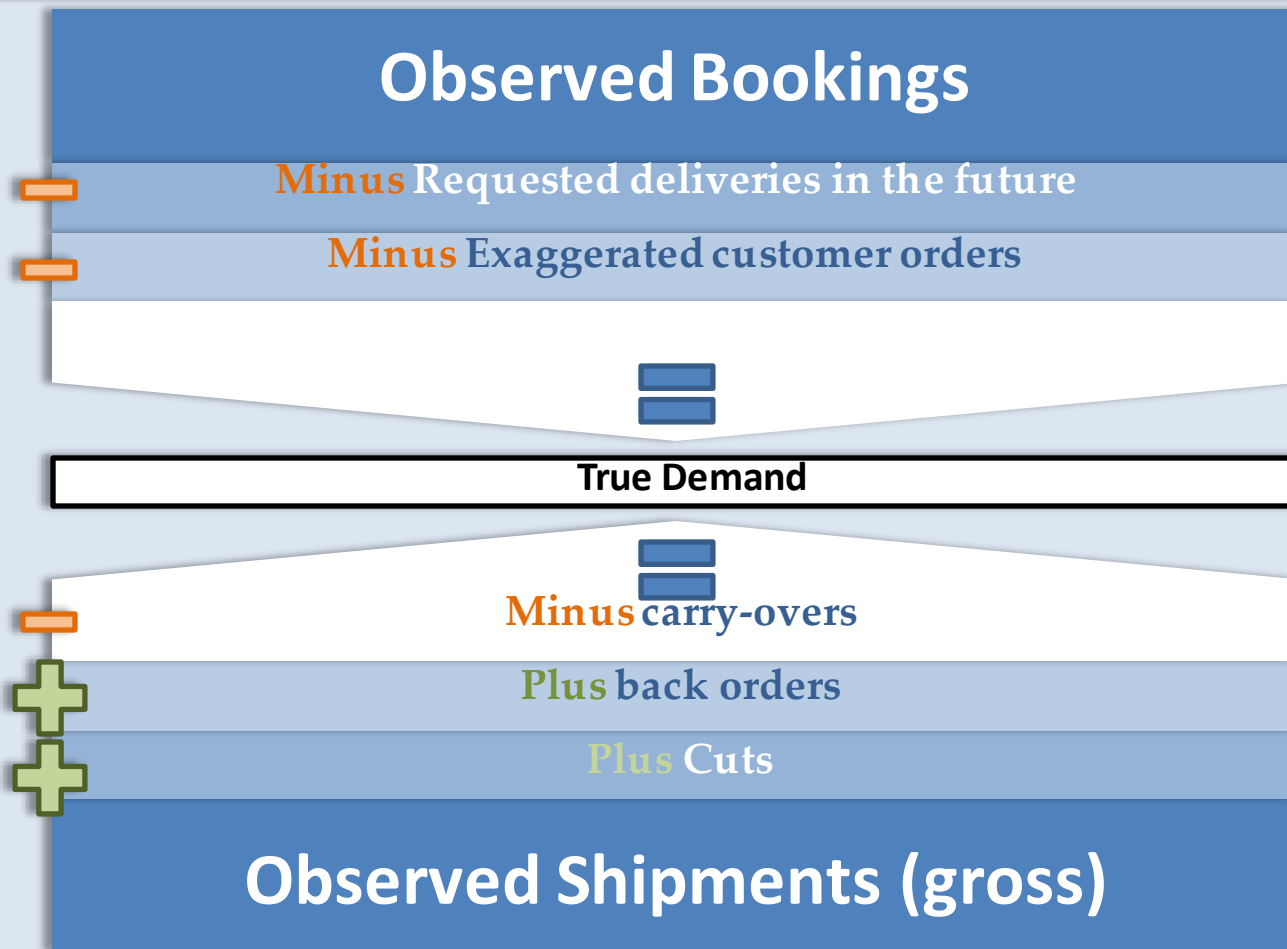 Observed Bookings
Minus Requested deliveries in the future
Minus Exaggerated customer orders
True Demand
Minus carry-overs
Plus back orders
Plus Cuts
Observed Shipments (gross)